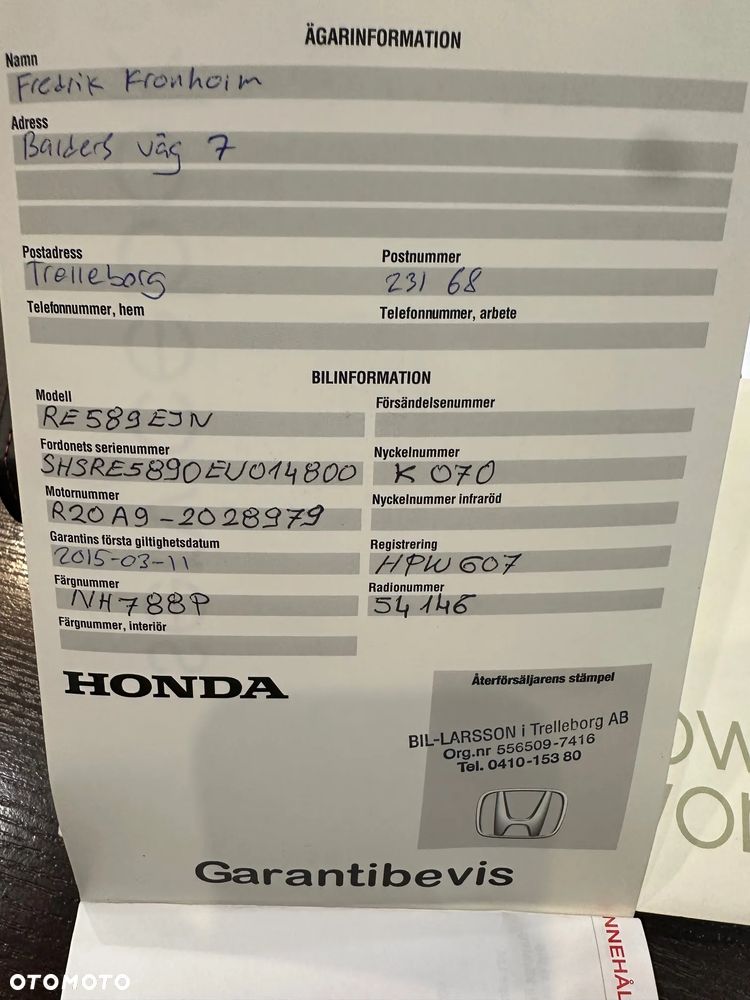 ÄGARINFORMATION
Namn
Fredrik Kronholm
Adress
Balders väg 7
Postadress Postnummer
Trelleborg 231 68
Telefonnummer, hem Telefonnummer, arbete
BILINFORMATION
Modell Försändelsenummer
RE589EJN
Fordonets serienummer Nyckelnummer
SHSRE5890EU014800 K 070
Motornummer Nyckelnummer infraröd
R20A9-2028979
Garantins första giltighetsdatum Registrering
2015-03-11 HPW607
Färgnummer Radionummer
NH788P 54146
Färgnummer, interiör
HONDA
Återförsäljarens stämpel
BIL-LARSSON i Trelleborg AB
Org.nr 556509-7416
Tel. 0410-153 80
Garantibevis
OTOMOTO